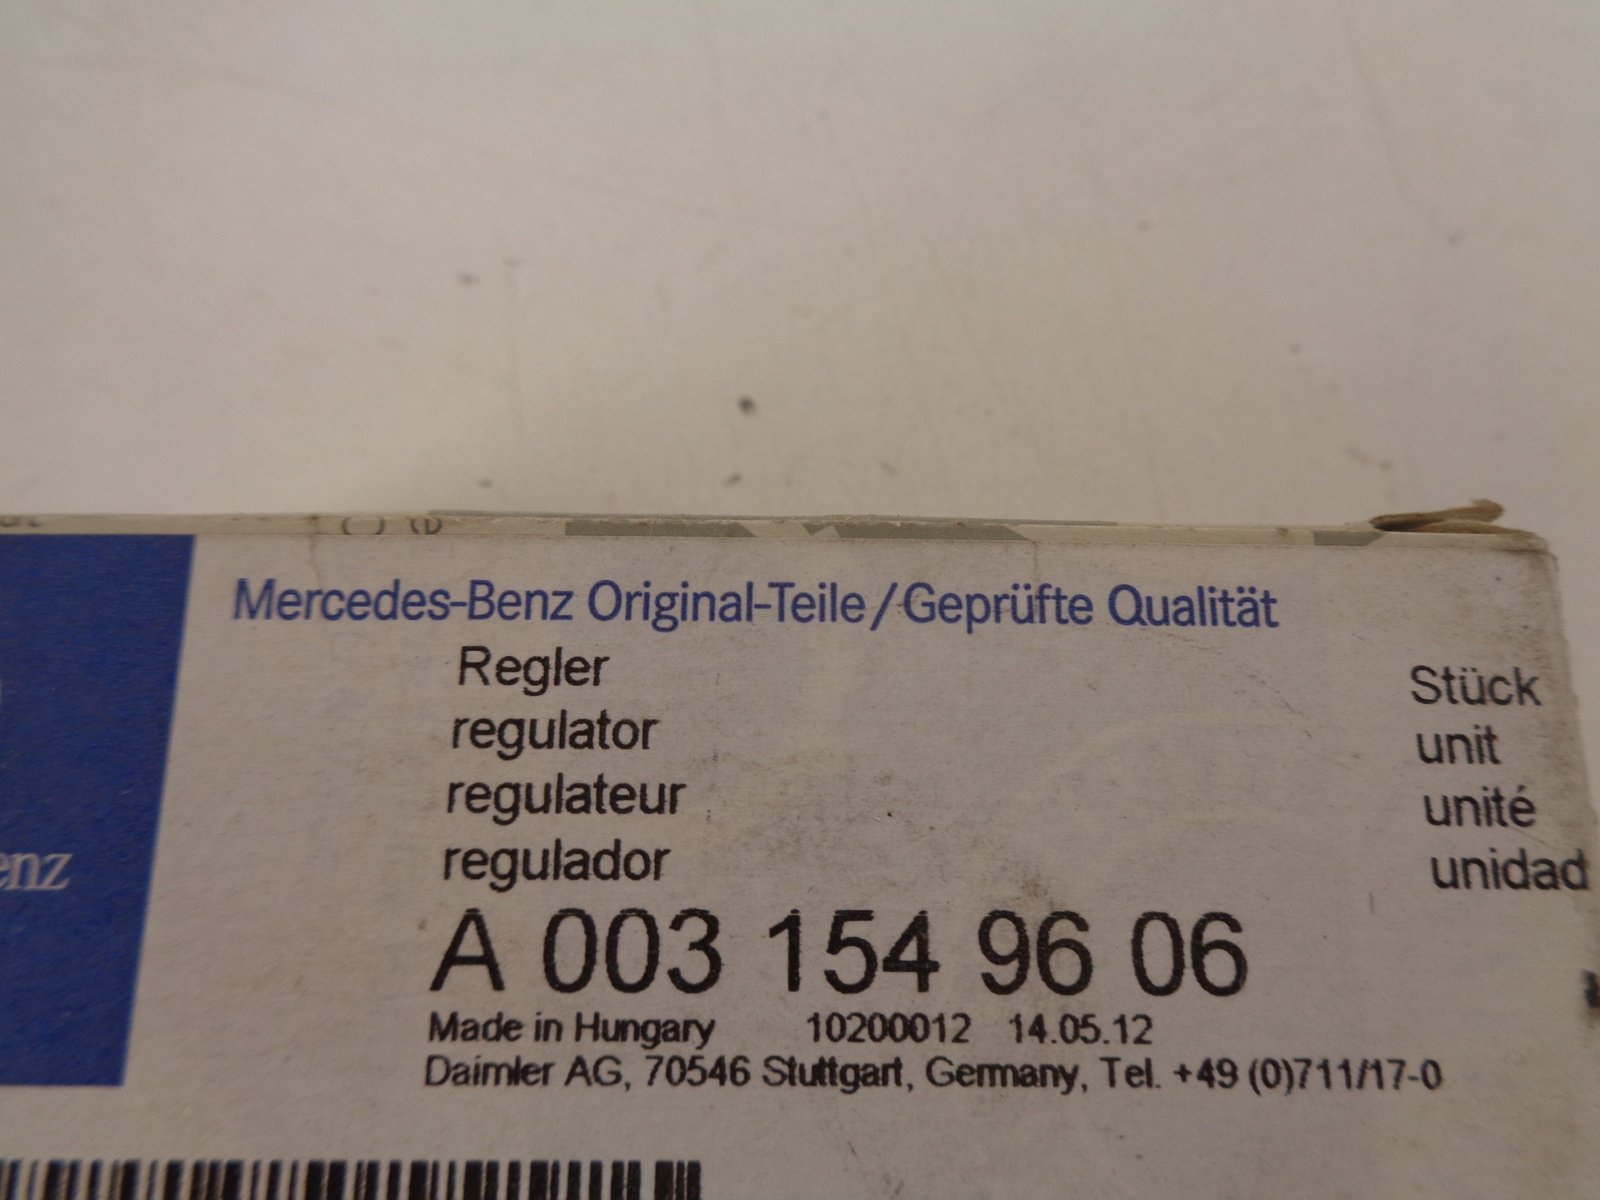 Mercedes-Benz Original-Teile/Geprüfte Qualität
Regler
Stück
regulator
unit
regulateur
unité
regulador
unidad
enz
A 003 154 96 06
Made in Hungary 10200012 14.05.12
Daimler AG, 70546 Stuttgart, Germany, Tel. +49 (0)711/17-0